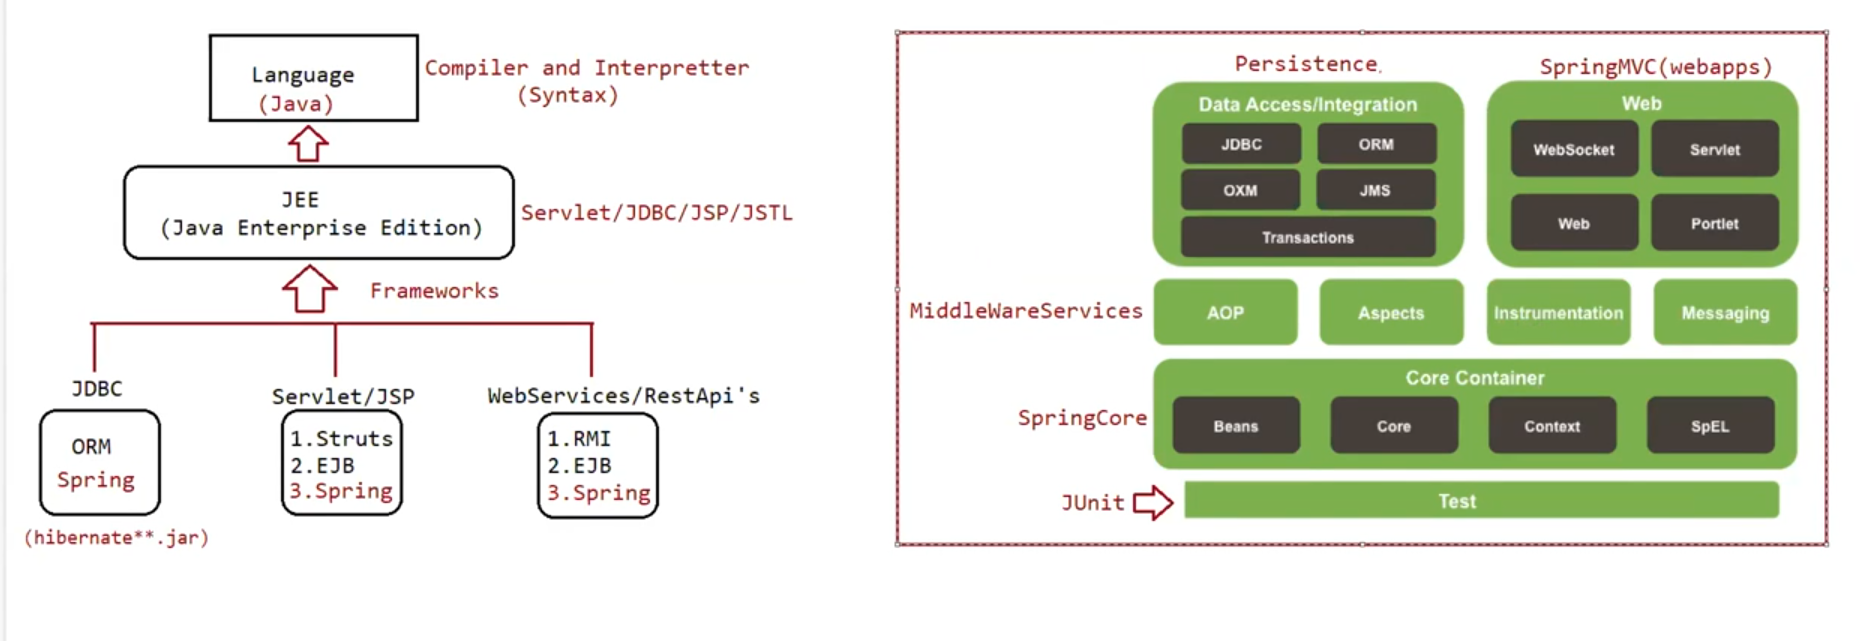 Language
(Java)
Compiler and Interpretter
(Syntax)
JEE
(Java Enterprise Edition)
Servlet/JDBC/JSP/JSTL
Frameworks
JDBC
ORM
Spring
(hibernate**.jar)
Servlet/JSP
1.Struts
2.EJB
3.Spring
WebServices/RestApi's
1.RMI
2.EJB
3.Spring
Persistence.
Data Access/Integration
JDBC
ORM
OXM
JMS
Transactions
SpringMVC(webapps)
Web
WebSocket
Servlet
Web
Portlet
MiddleWareServices
AOP
Aspects
Instrumentation
Messaging
SpringCore
Core Container
Beans
Core
Context
SpEL
JUnit
Test